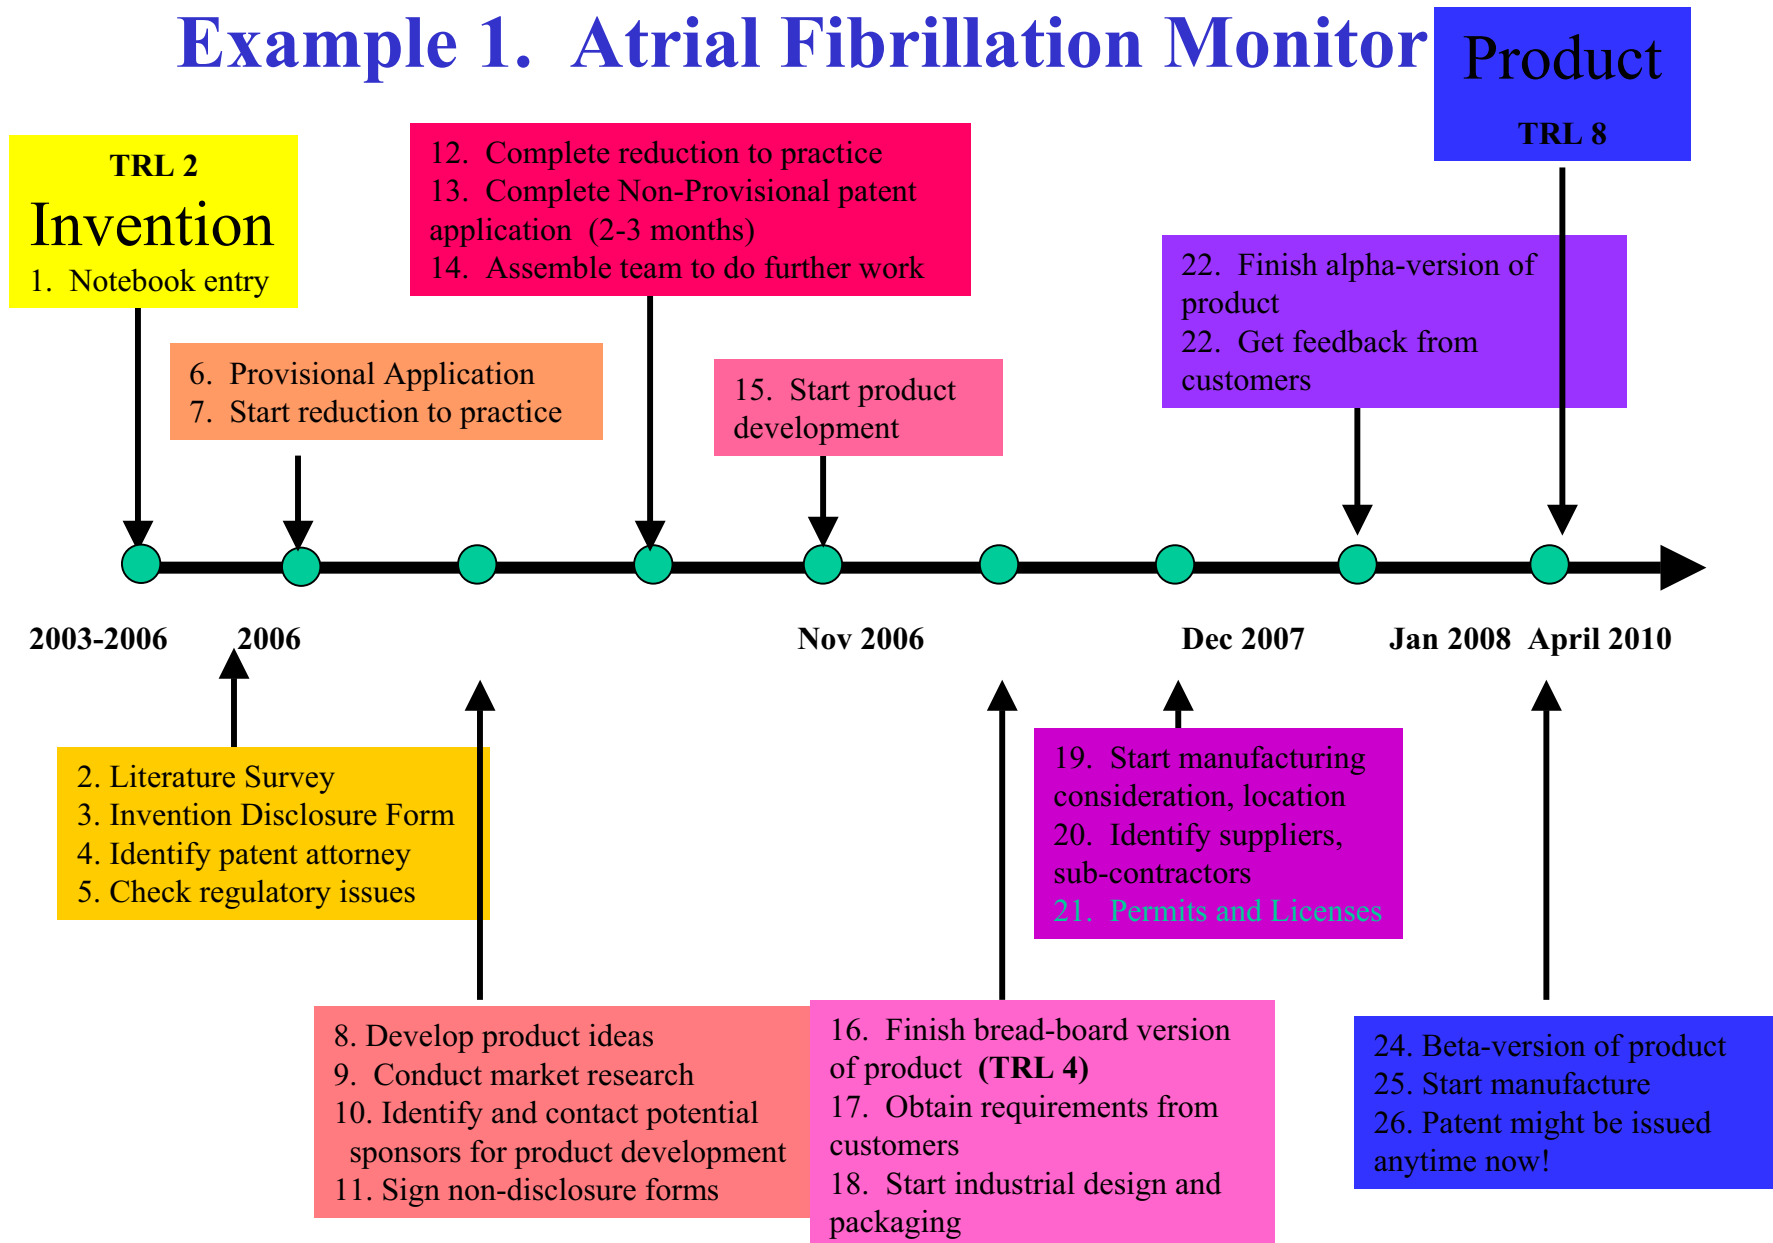 Example 1.  Atrial Fibrillation Monitor
Product
TRL 8
TRL 2
Invention
1.  Notebook entry
12.  Complete reduction to practice
13.  Complete Non-Provisional patent
application  (2-3 months)
14.  Assemble team to do further work
22.  Finish alpha-version of
product
22.  Get feedback from
customers
6.  Provisional Application
7.  Start reduction to practice
15.  Start product
development
2003-2006
2006
Nov 2006
Dec 2007
Jan 2008
April 2010
2. Literature Survey
3. Invention Disclosure Form
4. Identify patent attorney
5. Check regulatory issues
19.  Start manufacturing
consideration, location
20.  Identify suppliers,
sub-contractors
21.  Permits and Licenses
8. Develop product ideas
9.  Conduct market research
10. Identify and contact potential
sponsors for product development
11. Sign non-disclosure forms
16.  Finish bread-board version
of product  (TRL 4)
17.  Obtain requirements from
customers
18.  Start industrial design and
packaging
24. Beta-version of product
25. Start manufacture
26. Patent might be issued
anytime now!